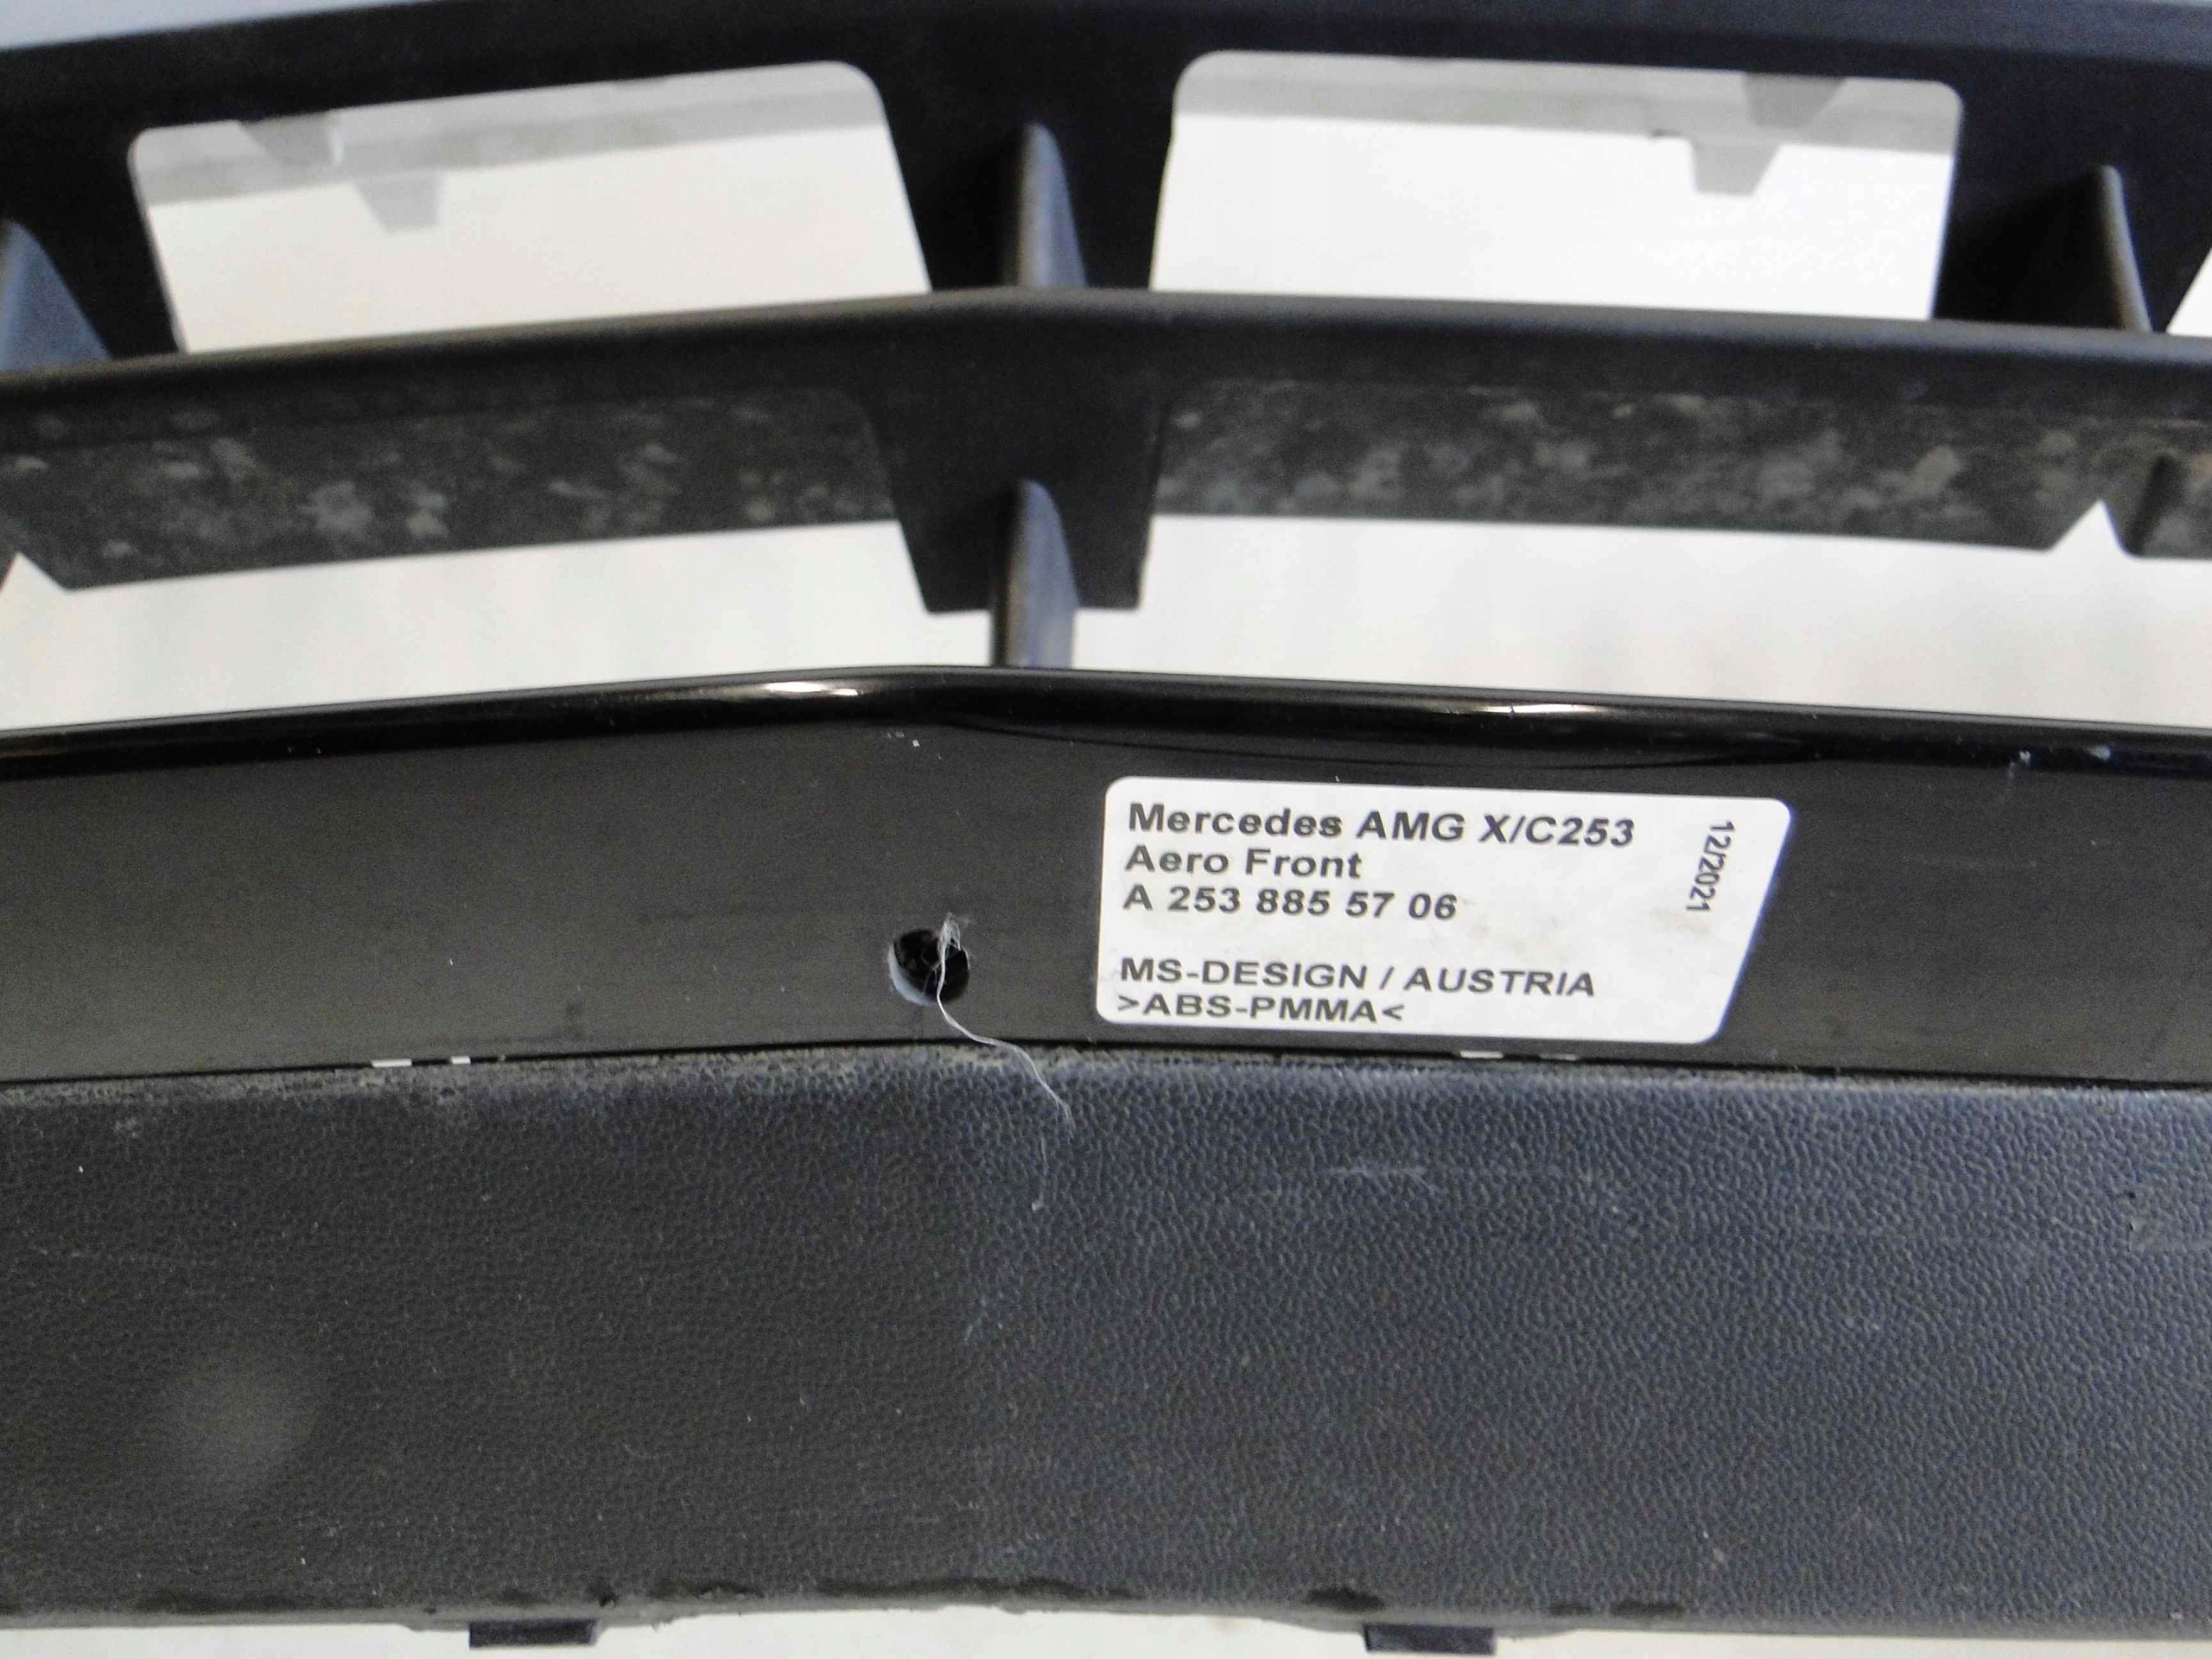 Mercedes AMG X/C253
Aero Front
A 253 885 57 06
MS-DESIGN / AUSTRIA
>ABS-PMMA<
12/2021